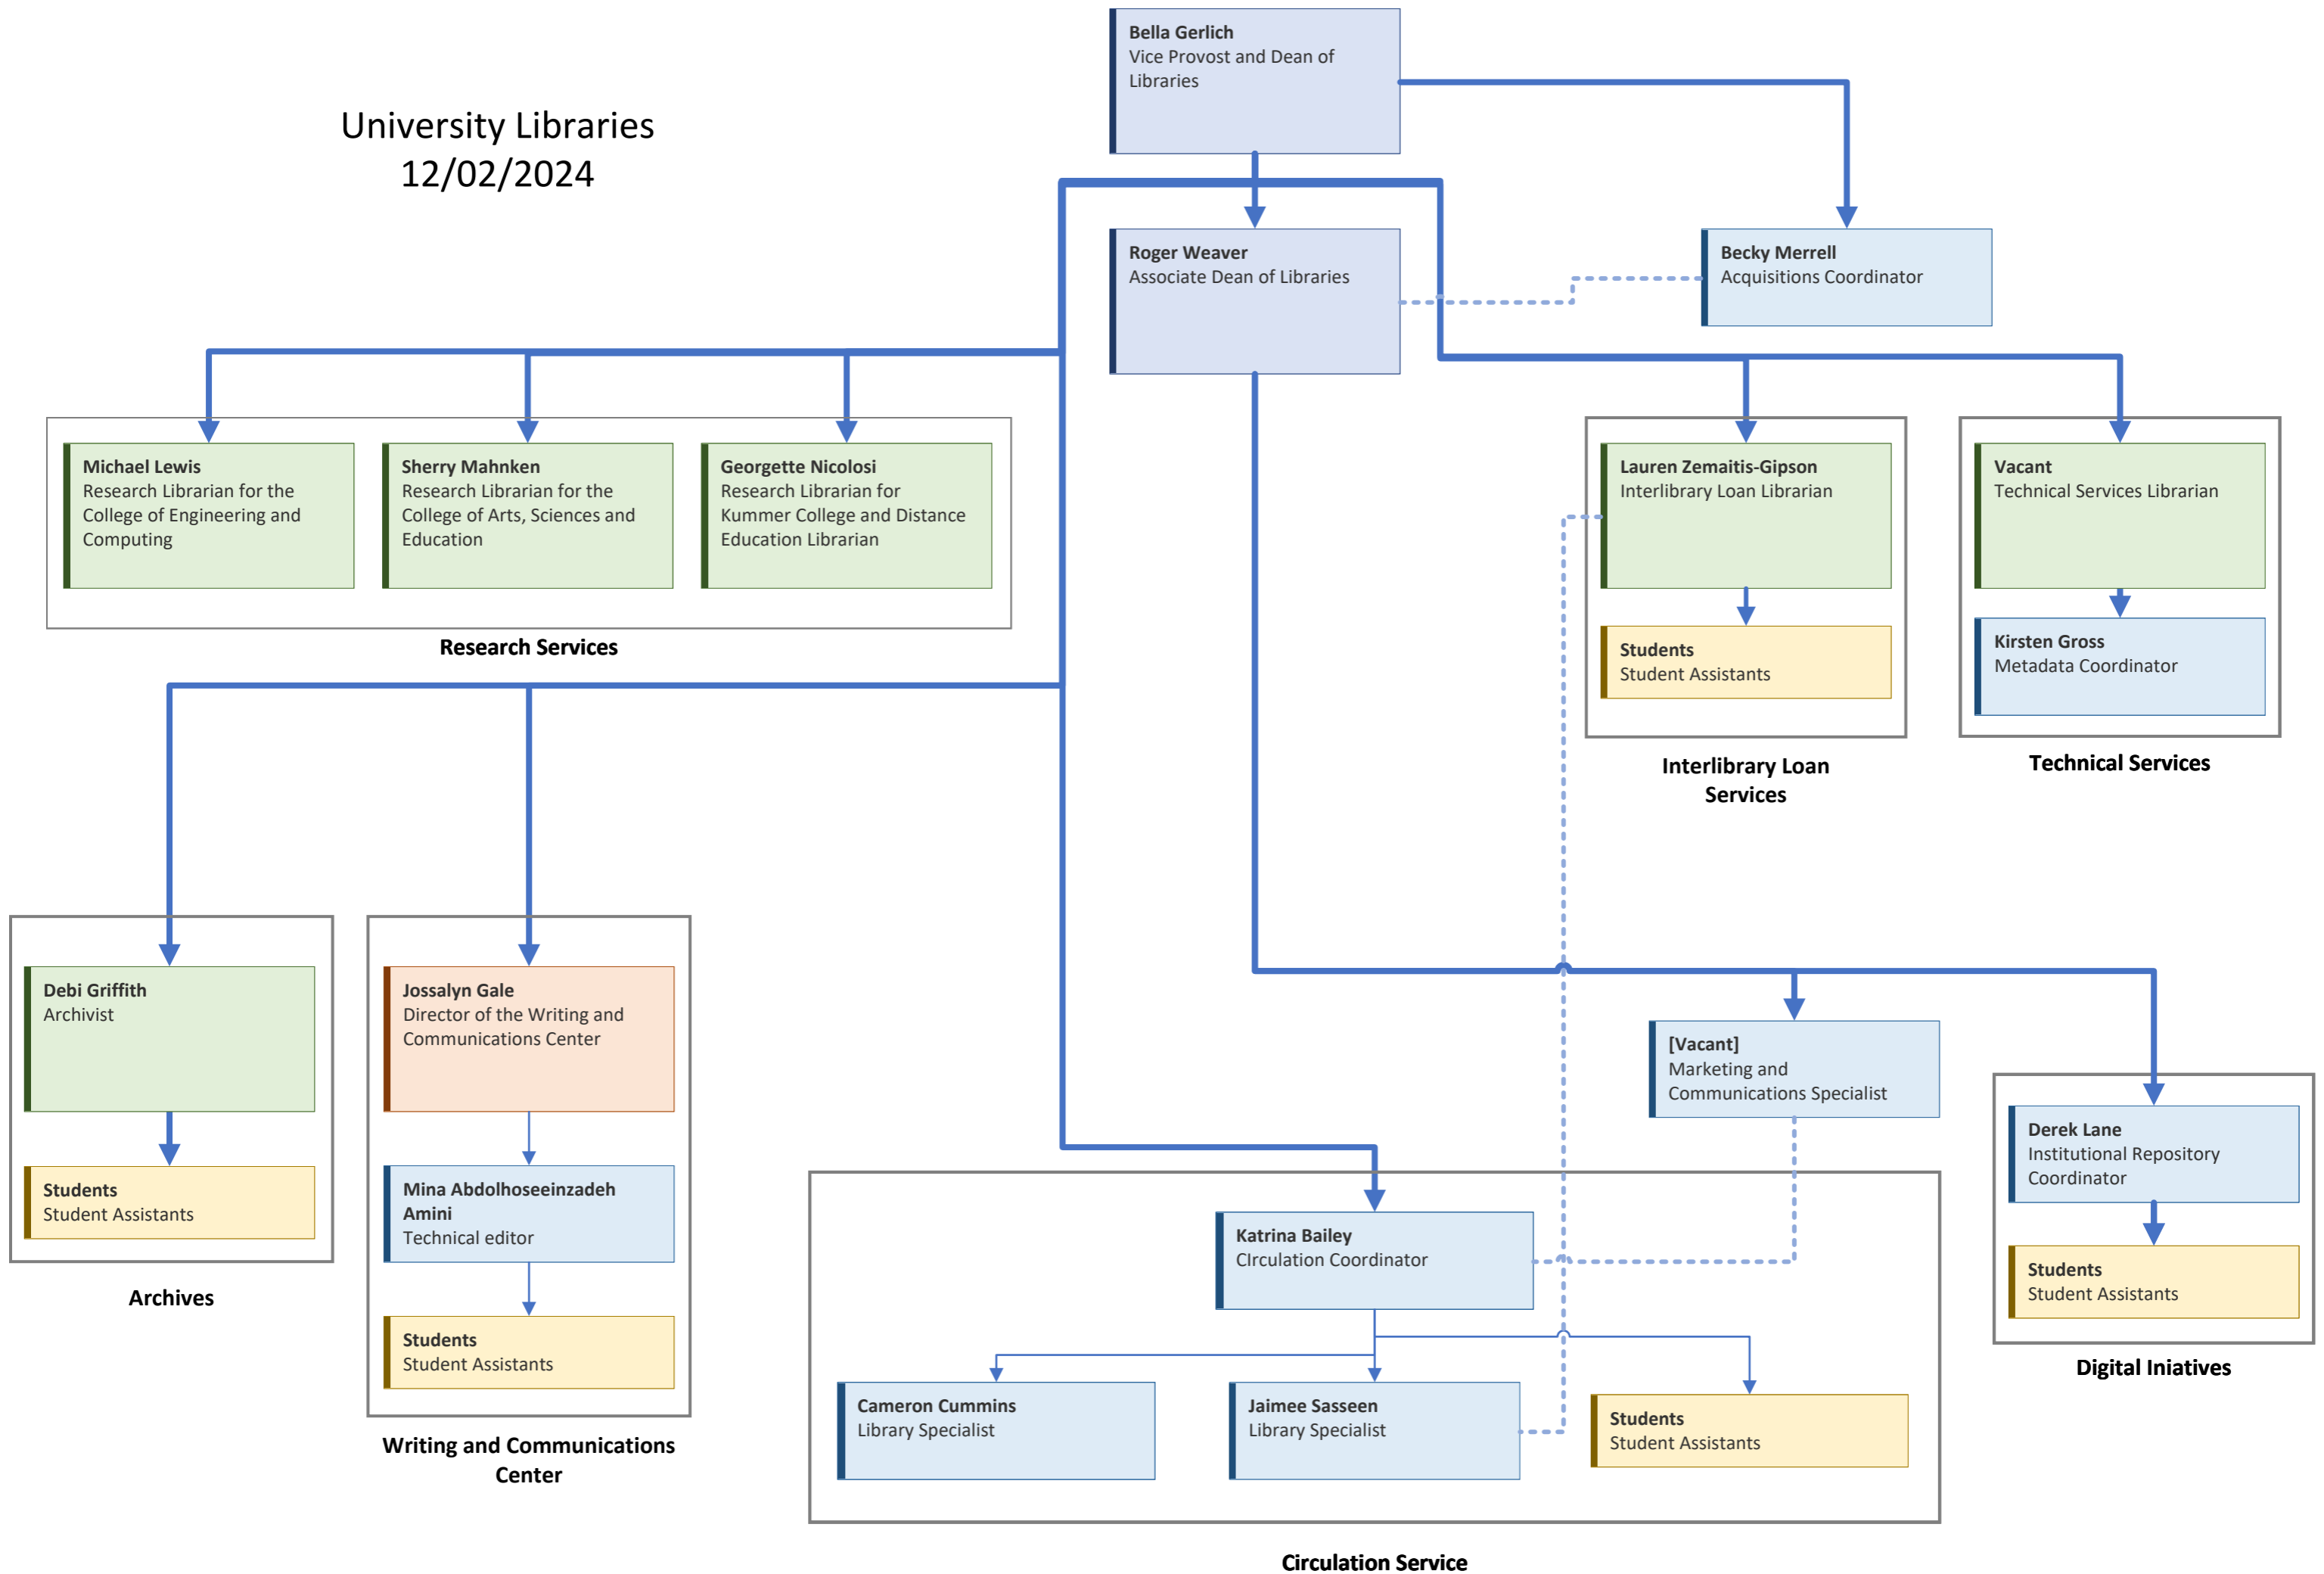 University Libraries
12/02/2024
Bella Gerlich
Vice Provost and Dean of
Libraries
Roger Weaver
Associate Dean of Libraries
Becky Merrell
Acquisitions Coordinator
Michael Lewis
Research Librarian for the
College of Engineering and
Computing
Sherry Mahnken
Research Librarian for the
College of Arts, Sciences and
Education
Georgette Nicolosi
Research Librarian for
Kummer College and Distance
Education Librarian
Research Services
Lauren Zemaitis-Gipson
Interlibrary Loan Librarian
Students
Student Assistants
Interlibrary Loan
Services
Vacant
Technical Services Librarian
Kirsten Gross
Metadata Coordinator
Technical Services
Debi Griffith
Archivist
Students
Student Assistants
Archives
Jossalyn Gale
Director of the Writing and
Communications Center
Mina Abdolhoseeinzadeh
Amini
Technical editor
Students
Student Assistants
Writing and Communications
Center
[Vacant]
Marketing and
Communications Specialist
Derek Lane
Institutional Repository
Coordinator
Students
Student Assistants
Digital Iniatives
Katrina Bailey
CIrculation Coordinator
Cameron Cummins
Library Specialist
Jaimee Sasseen
Library Specialist
Students
Student Assistants
Circulation Service